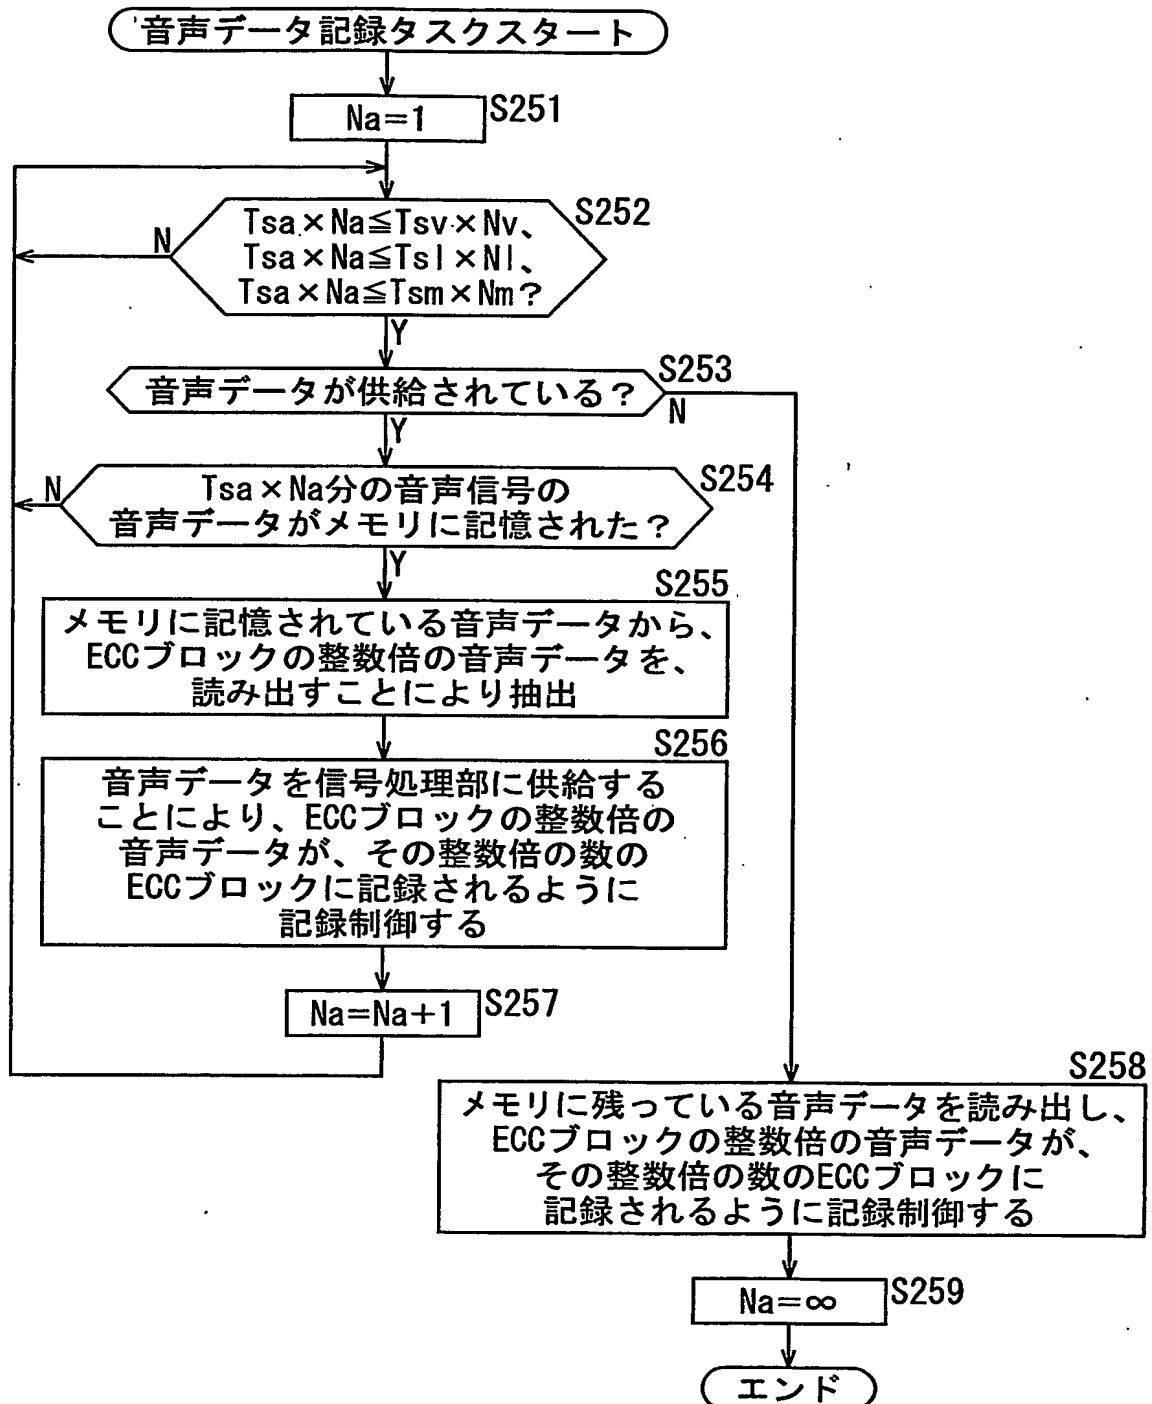 音声データ記録タスクスタート
Na=1
S251
Tsa×Na≦Tsv×Nv、
Tsa×Na≦Tsl×Nl、
Tsa×Na≦Tsm×Nm?
S252
N
Y
音声データが供給されている?
S253
N
Y
Tsa×Na分の音声信号の
音声データがメモリに記憶された?
S254
N
Y
S255
メモリに記憶されている音声データから、
ECCブロックの整数倍の音声データを、
読み出すことにより抽出
S256
音声データを信号処理部に供給する
ことにより、ECCブロックの整数倍の
音声データが、その整数倍の数の
ECCブロックに記録されるように
記録制御する
Na=Na+1
S257
S258
メモリに残っている音声データを読み出し、
ECCブロックの整数倍の音声データが、
その整数倍の数のECCブロックに
記録されるように記録制御する
Na=∞
S259
エンド